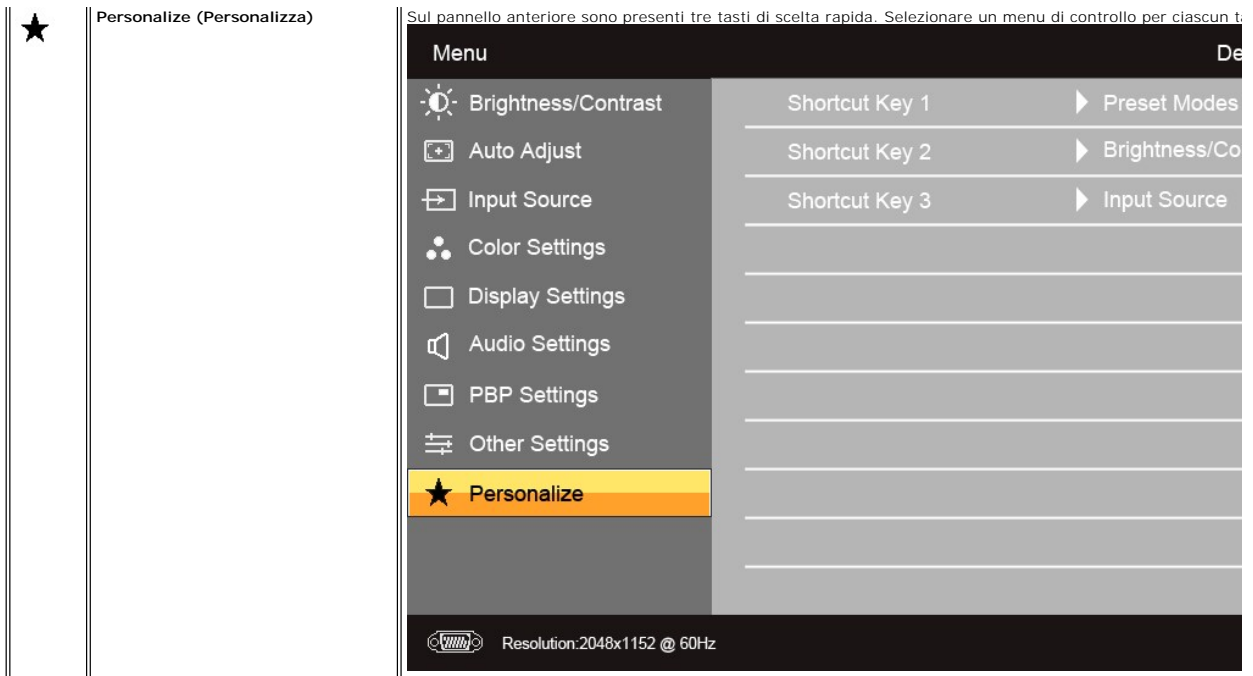 Personalize (Personalizza)
Sul pannello anteriore sono presenti tre tasti di scelta rapida. Selezionare un menu di controllo per ciascun
Menu
Brightness/Contrast
Shortcut Key 1
Preset Modes
Auto Adjust
Shortcut Key 2
Input Source
Shortcut Key 3
Input Source
Color Settings
Display Settings
Audio Settings
PBP Settings
Other Settings
Personalize
Resolution:2048x1152 @ 60Hz